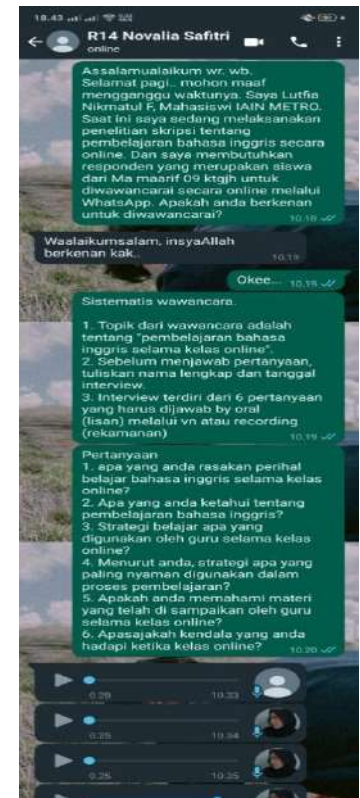 18.43
R14 Novalia Safitri
online
Assalamualaikum wr. wb.
Selamat pagi.. mohon maaf
mengganggu waktunya. Saya Lutfia
Nikmatul F, Mahasiswi IAIN METRO.
Saat ini saya sedang melaksanakan
penelitian skripsi tentang
pembelajaran bahasa inggris secara
online. Dan saya membutuhkan
responden yang merupakan siswa
dari Ma maarif 09 ktgjh untuk
diwawancarai secara online melalui
WhatsApp. Apakah anda berkenan
untuk diwawancarai?
10.18
Waalaikumsalam, insyaAllah
berkenan kak..
10.19
Okee...
10.19
Sistematis wawancara.
1. Topik dari wawancara adalah
tentang "pembelajaran bahasa
inggris selama kelas online".
2. Sebelum menjawab pertanyaan,
tuliskan nama lengkap dan tanggal
interview.
3. Interview terdiri dari 6 pertanyaan
yang harus dijawab by oral
(lisan) melalui vn atau recording
(rekamanan)
10.19
Pertanyaan
1. apa yang anda rasakan perihal
belajar bahasa inggris selama kelas
online?
2. Apa yang anda ketahui tentang
pembelajaran bahasa inggris?
3. Strategi belajar apa yang
digunakan oleh guru selama kelas
online?
4. Menurut anda, strategi apa yang
paling nyaman digunakan dalam
proses pembelajaran?
5. Apakah anda memahami materi
yang telah di sampaikan oleh guru
selama kelas online?
6. Apasajakah kendala yang anda
hadapi ketika kelas online?
10.20
0.29 10.33
0.25 10.34
0.25 10.35